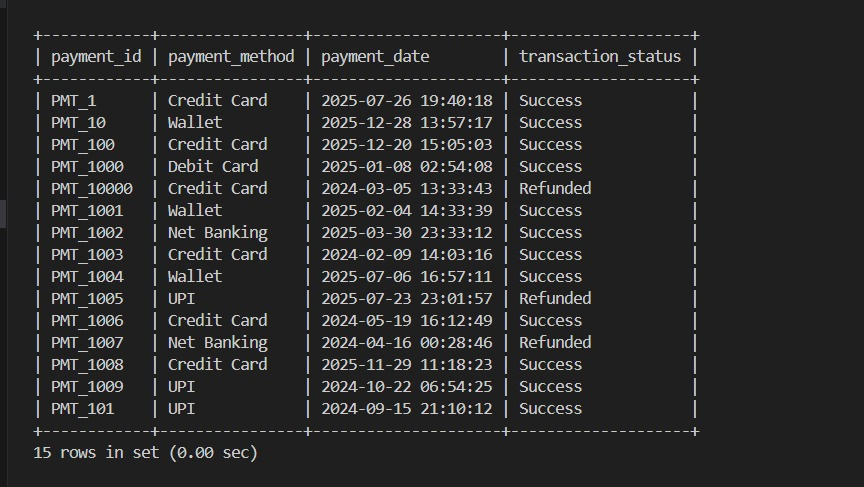 +------------+----------------+---------------------+--------------------+
| payment_id | payment_method | payment_date        | transaction_status |
+------------+----------------+---------------------+--------------------+
| PMT_1      | Credit Card    | 2025-07-26 19:40:18 | Success            |
| PMT_10     | Wallet         | 2025-12-28 13:57:17 | Success            |
| PMT_100    | Credit Card    | 2025-12-20 15:05:03 | Success            |
| PMT_1000   | Debit Card     | 2025-01-08 02:54:08 | Success            |
| PMT_10000  | Credit Card    | 2024-03-05 13:33:43 | Refunded           |
| PMT_1001   | Wallet         | 2025-02-04 14:33:39 | Success            |
| PMT_1002   | Net Banking    | 2025-03-30 23:33:12 | Success            |
| PMT_1003   | Credit Card    | 2024-02-09 14:03:16 | Success            |
| PMT_1004   | Wallet         | 2025-07-06 16:57:11 | Success            |
| PMT_1005   | UPI            | 2025-07-23 23:01:57 | Refunded           |
| PMT_1006   | Credit Card    | 2024-05-19 16:12:49 | Success            |
| PMT_1007   | Net Banking    | 2024-04-16 00:28:46 | Refunded           |
| PMT_1008   | Credit Card    | 2025-11-29 11:18:23 | Success            |
| PMT_1009   | UPI            | 2024-10-22 06:54:25 | Success            |
| PMT_101    | UPI            | 2024-09-15 21:10:12 | Success            |
+------------+----------------+---------------------+--------------------+
15 rows in set (0.00 sec)